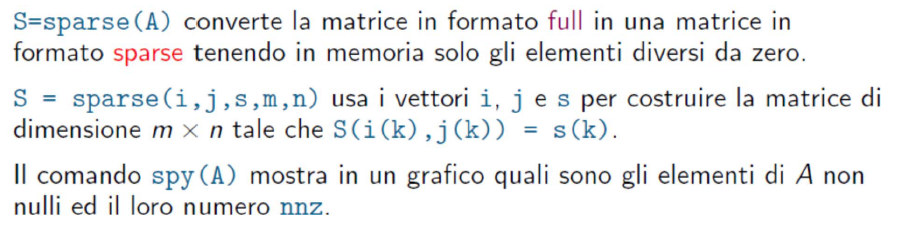 S=sparse(A) converte la matrice in formato full in una matrice in
formato sparse tenendo in memoria solo gli elementi diversi da zero.
S = sparse(i,j,s,m,n) usa i vettori i, j e s per costruire la matrice di
dimensione m × n tale che S(i(k),j(k)) = s(k).
Il comando spy(A) mostra in un grafico quali sono gli elementi di A non
nulli ed il loro numero nnz.